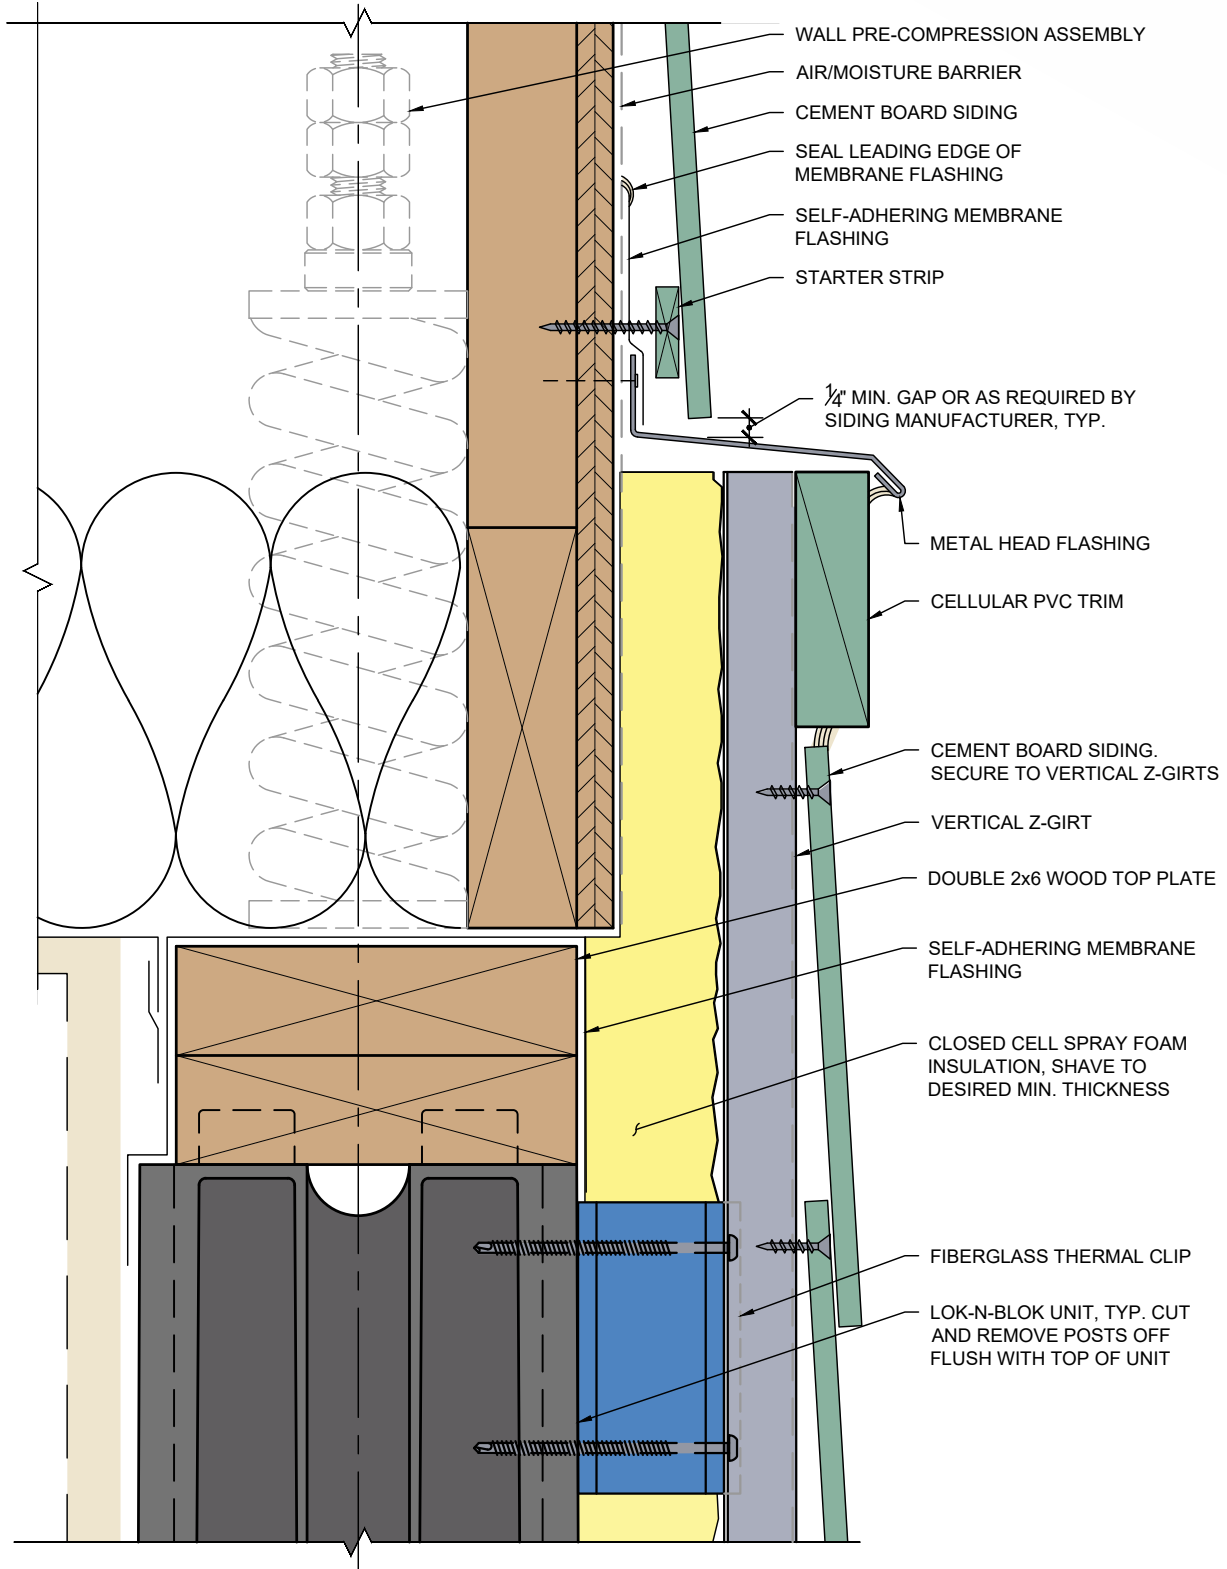 WALL PRE-COMPRESSION ASSEMBLY
AIR/MOISTURE BARRIER
CEMENT BOARD SIDING
SEAL LEADING EDGE OF
MEMBRANE FLASHING
SELF-ADHERING MEMBRANE
FLASHING
STARTER STRIP
1/4" MIN. GAP OR AS REQUIRED BY
SIDING MANUFACTURER, TYP.
METAL HEAD FLASHING
CELLULAR PVC TRIM
CEMENT BOARD SIDING.
SECURE TO VERTICAL Z-GIRTS
VERTICAL Z-GIRT
DOUBLE 2x6 WOOD TOP PLATE
SELF-ADHERING MEMBRANE
FLASHING
CLOSED CELL SPRAY FOAM
INSULATION, SHAVE TO
DESIRED MIN. THICKNESS
FIBERGLASS THERMAL CLIP
LOK-N-BLOK UNIT, TYP. CUT
AND REMOVE POSTS OFF
FLUSH WITH TOP OF UNIT